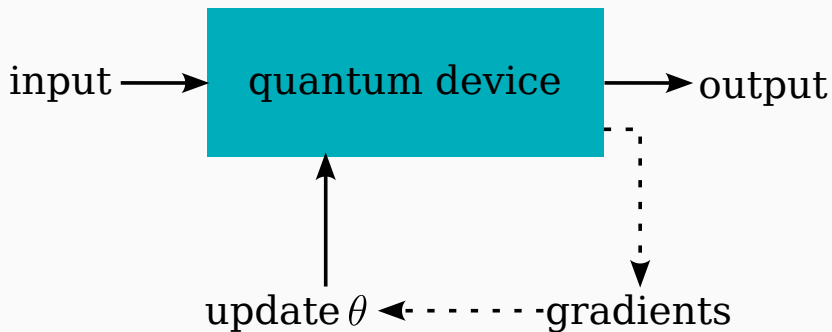 input
quantum device
output
update θ
gradients